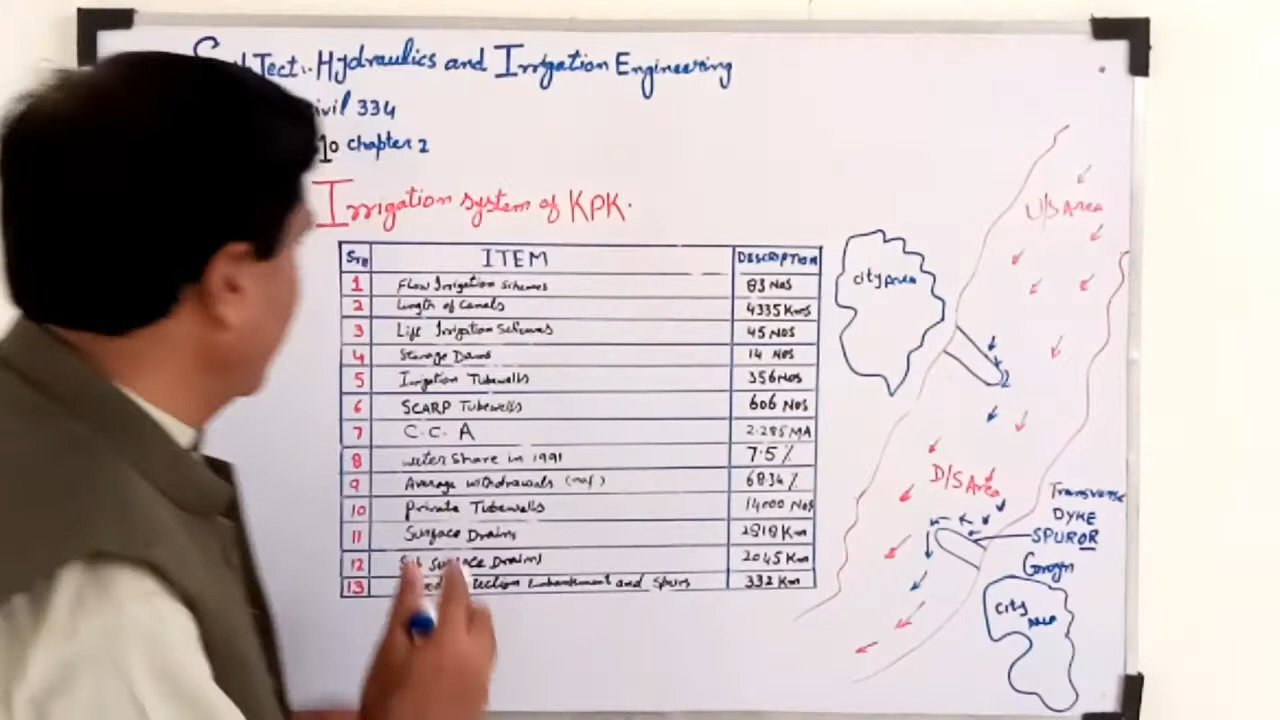 Subject:. Hydraulics and Irrigation Engineering
ivil 334
10 chapter 2
Irrigation system of KPK.
Sr# ITEM DESCRIPTION
1 Flow Irrigation Schemes 83 Nos
2 Length of Canals 4335 Kms
3 Lift Irrigation Schemes 45 Nos
4 Storage Dams 14 Nos
5 Irrigation Tubewells 356 Nos
6 SCARP Tubewells 606 Nos
7 C.C.A 2.285 MA
8 water Share in 1991 7.5 %
9 Average withdrawals (maf) 68.34 %
10 Private Tubewells 14000 Nos
11 Surface Drains 2518 Km
12 Sub Surface Drains 2045 Km
13 ection Embankment and Spurs 332 Km
U/S Area
City Area
D/S Area
Transverse
DYKE
SPUR OR
Groyn
City